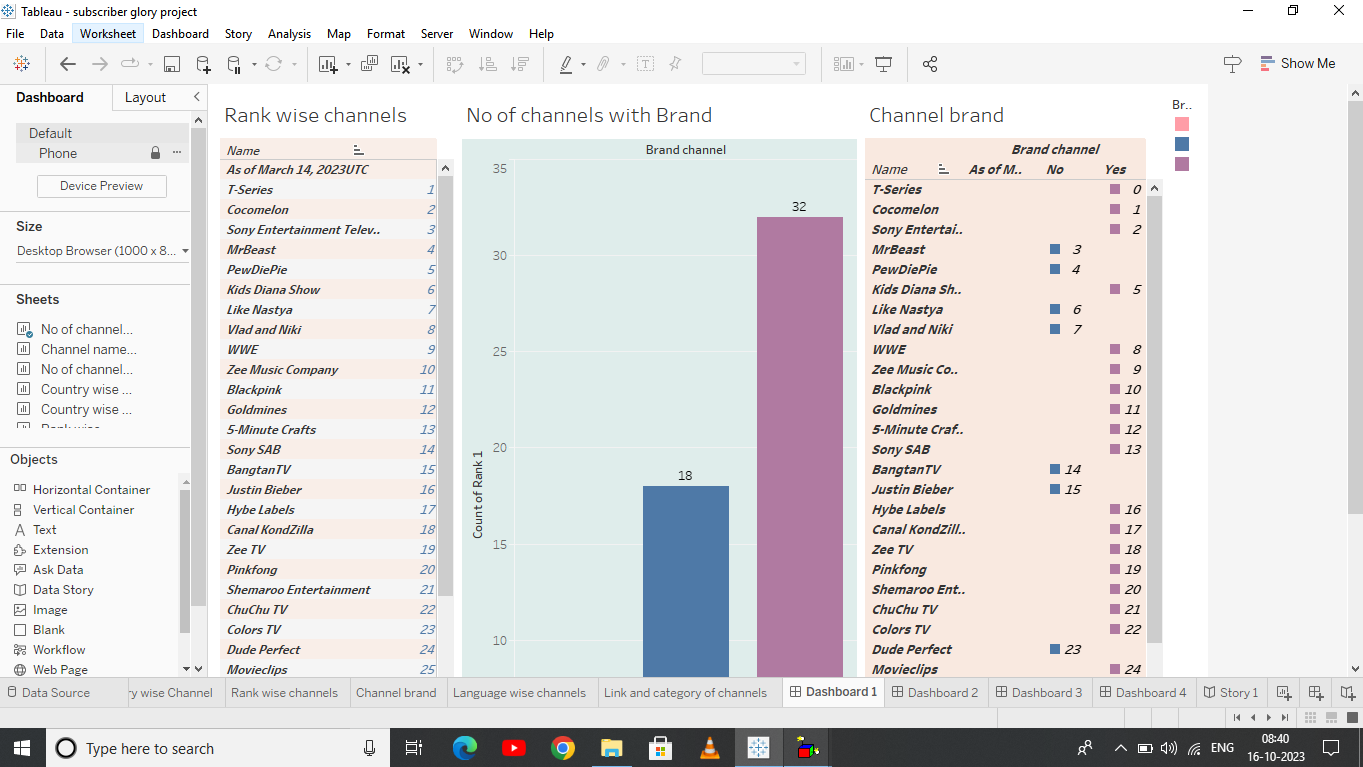 Tableau - subscriber glory project
File Data Worksheet Dashboard Story Analysis Map Format Server Window Help
Show Me
Dashboard Layout
Default
Phone
Device Preview
Size
Desktop Browser (1000 x 8...
Sheets
No of channel...
Channel name...
No of channel...
Country wise ...
Country wise ...
Objects
Horizontal Container
Vertical Container
Text
Extension
Ask Data
Data Story
Image
Blank
Workflow
Web Page
Rank wise channels
Name
As of March 14, 2023UTC
T-Series 1
Cocomelon 2
Sony Entertainment Telev.. 3
MrBeast 4
PewDiePie 5
Kids Diana Show 6
Like Nastya 7
Vlad and Niki 8
WWE 9
Zee Music Company 10
Blackpink 11
Goldmines 12
5-Minute Crafts 13
Sony SAB 14
BangtanTV 15
Justin Bieber 16
Hybe Labels 17
Canal KondZilla 18
Zee TV 19
Pinkfong 20
Shemaroo Entertainment 21
ChuChu TV 22
Colors TV 23
Dude Perfect 24
Movieclips 25
No of channels with Brand
Brand channel
Count of Rank 1
35
30
25
20
15
10
18
32
Channel brand
Brand channel
Name As of M.. No Yes
T-Series 0
Cocomelon 1
Sony Entertai.. 2
MrBeast 3
PewDiePie 4
Kids Diana Sh.. 5
Like Nastya 6
Vlad and Niki 7
WWE 8
Zee Music Co.. 9
Blackpink 10
Goldmines 11
5-Minute Craf.. 12
Sony SAB 13
BangtanTV 14
Justin Bieber 15
Hybe Labels 16
Canal KondZill.. 17
Zee TV 18
Pinkfong 19
Shemaroo Ent.. 20
ChuChu TV 21
Colors TV 22
Dude Perfect 23
Movieclips 24
Br..
Data Source ry wise Channel Rank wise channels Channel brand Language wise channels Link and category of channels Dashboard 1 Dashboard 2 Dashboard 3 Dashboard 4 Story 1
Type here to search
ENG
08:40
16-10-2023